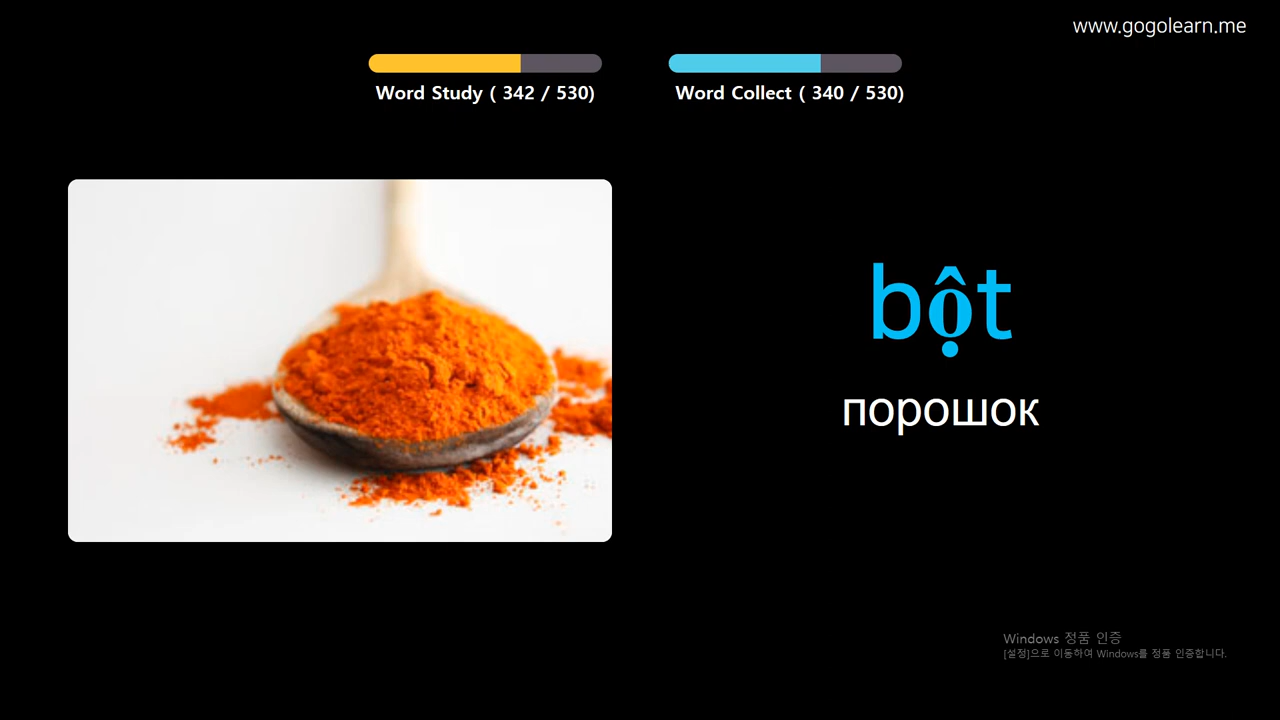 www.gogolearn.me
Word Study ( 342 / 530)
Word Collect ( 340 / 530)
bột
порошок
Windows 정품 인증
[설정]으로 이동하여 Windows를 정품 인증합니다.